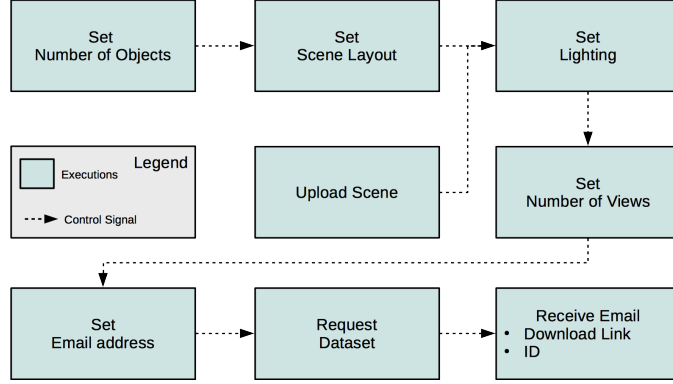 Set
Number of Objects
Set
Scene Layout
Set
Lighting
Legend
Executions
Control Signal
Upload Scene
Set
Number of Views
Set
Email address
Request
Dataset
Receive Email
• Download Link
• ID